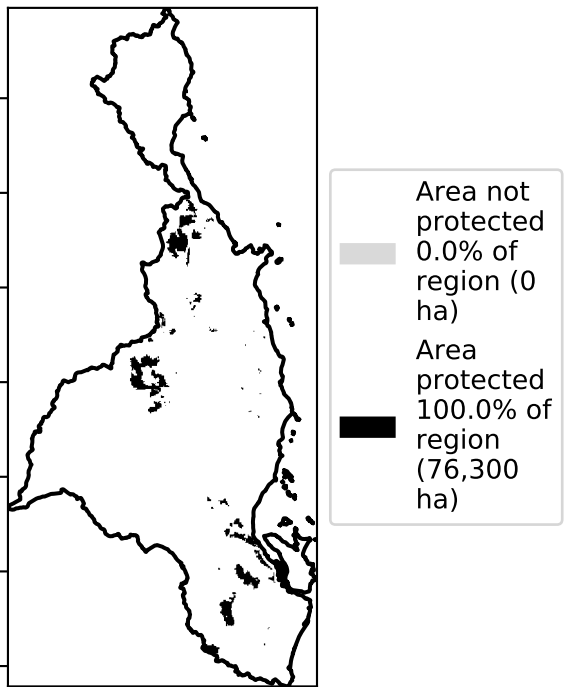 Area not
protected
0.0% of
region (0
ha)
Area
protected
100.0% of
region
(76,300
ha)